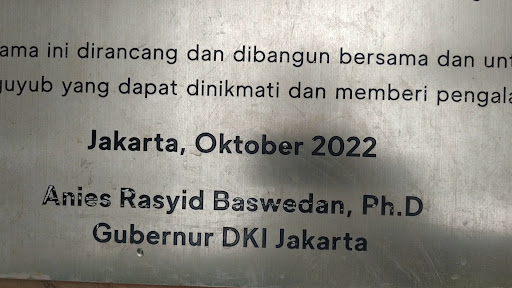 ama ini dirancang dan dibangun bersama dan unt
guyub yang dapat dinikmati dan memberi pengala
Jakarta, Oktober 2022
Anies Rasyid Baswedan, Ph.D
Gubernur DKI Jakarta